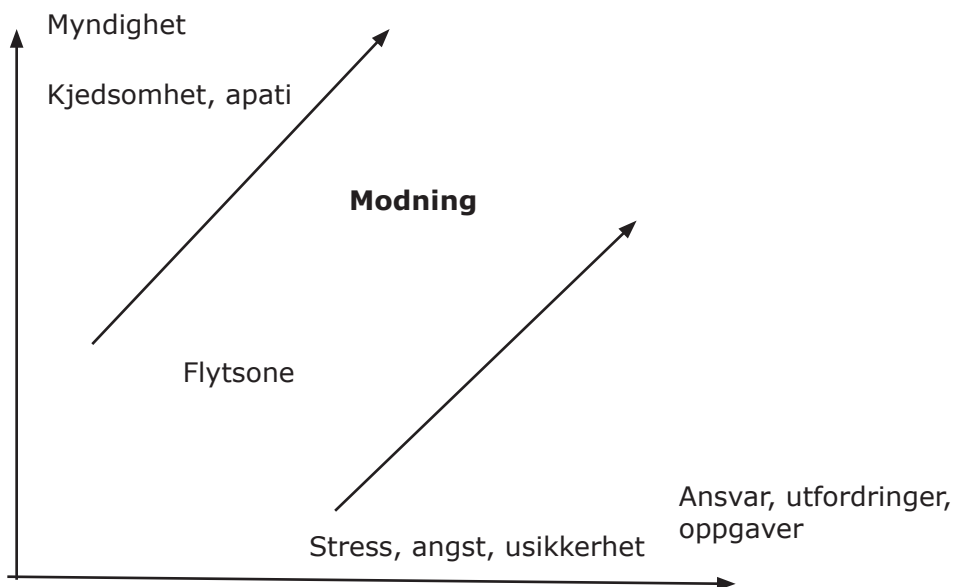 Myndighet
Kjedsomhet, apati
Modning
Flytsone
Ansvar, utfordringer,
oppgaver
Stress, angst, usikkerhet